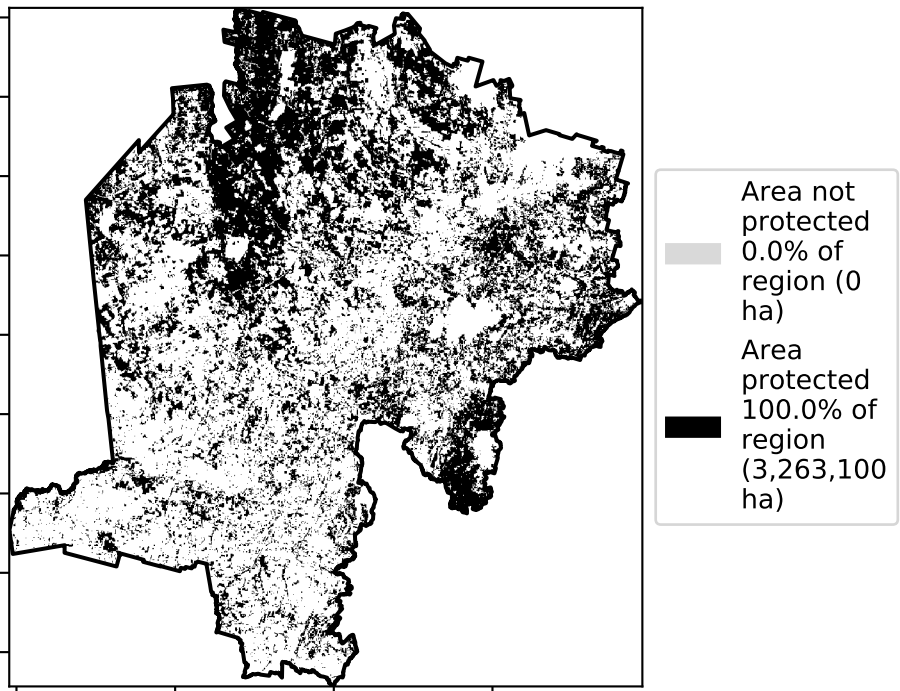 Area not
protected
0.0% of
region (0
ha)
Area
protected
100.0% of
region
(3,263,100
ha)